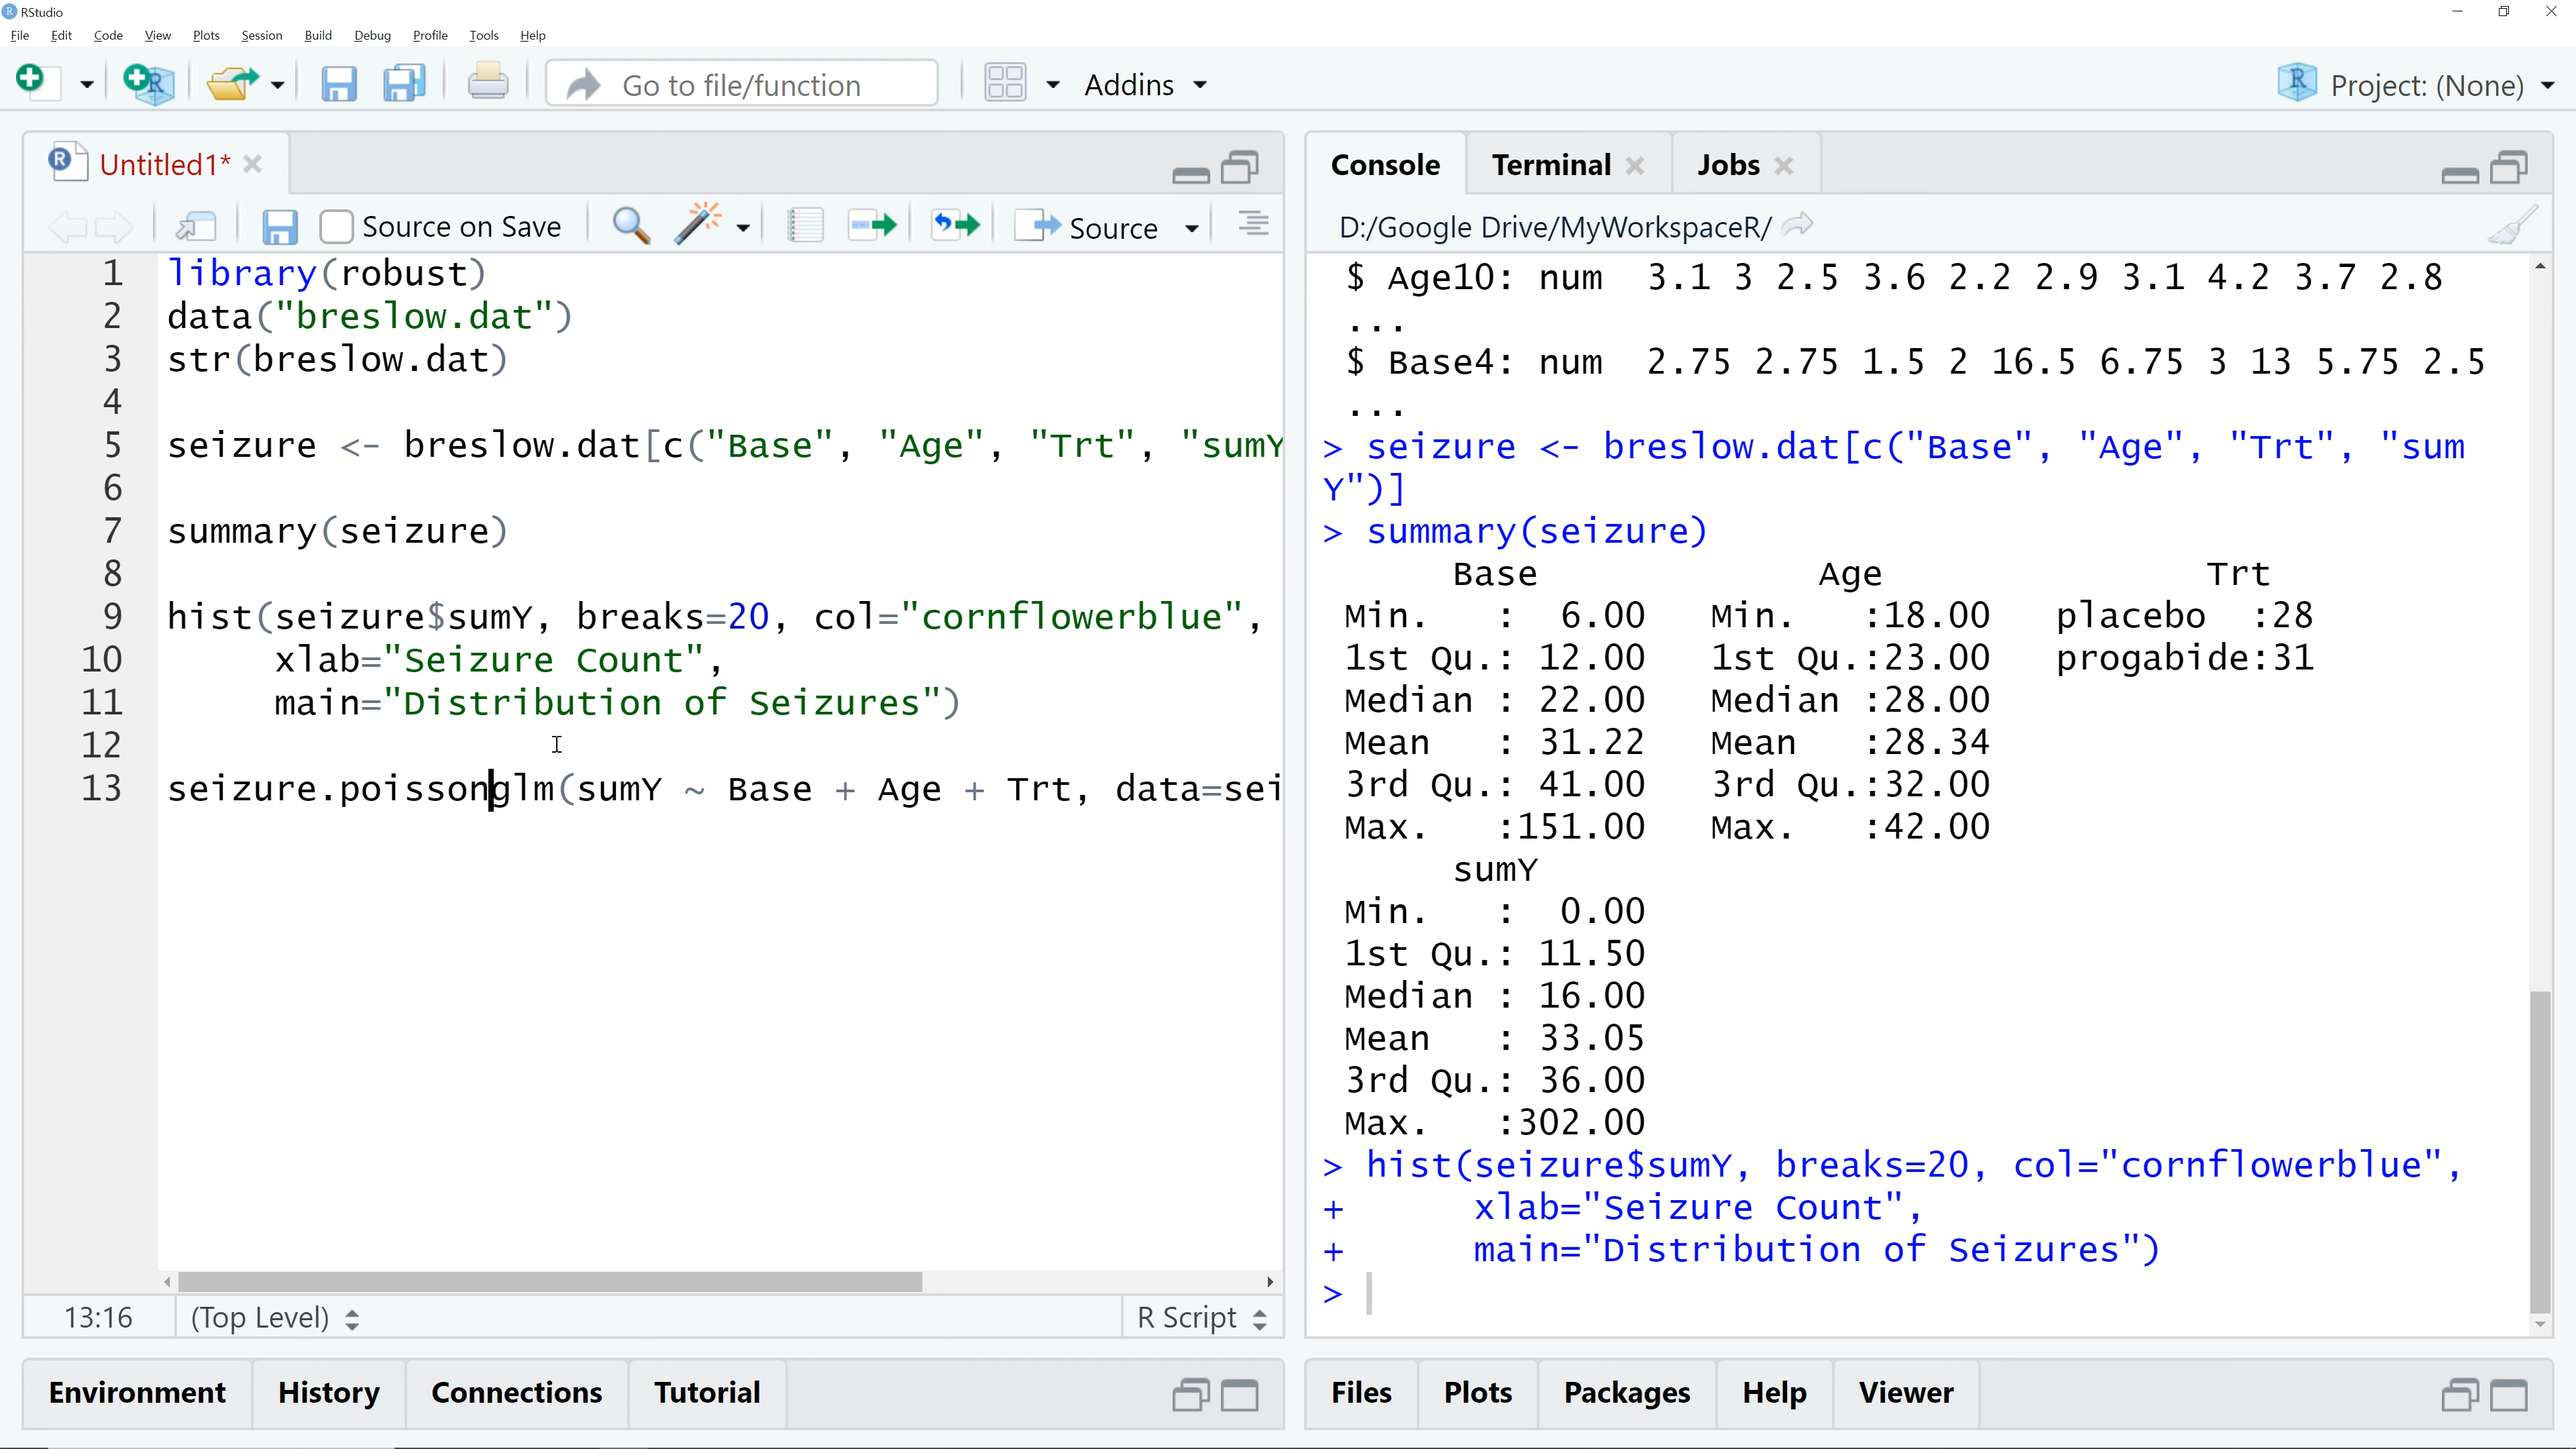 RStudio
File Edit Code View Plots Session Build Debug Profile Tools Help
Go to file/function Addins Project: (None)
Untitled1*
Source on Save Source
1 library(robust)
2 data("breslow.dat")
3 str(breslow.dat)
4
5 seizure <- breslow.dat[c("Base", "Age", "Trt", "sumY
6
7 summary(seizure)
8
9 hist(seizure$sumY, breaks=20, col="cornflowerblue",
10 xlab="Seizure Count",
11 main="Distribution of Seizures")
12
13 seizure.poissonglm(sumY ~ Base + Age + Trt, data=sei
13:16 (Top Level) R Script
Environment History Connections Tutorial
Console Terminal Jobs
D:/Google Drive/MyWorkspaceR/
$ Age10: num 3.1 3 2.5 3.6 2.2 2.9 3.1 4.2 3.7 2.8
...
$ Base4: num 2.75 2.75 1.5 2 16.5 6.75 3 13 5.75 2.5
...
> seizure <- breslow.dat[c("Base", "Age", "Trt", "sum
Y")]
> summary(seizure)
Base Age Trt
Min. : 6.00 Min. :18.00 placebo :28
1st Qu.: 12.00 1st Qu.:23.00 progabide:31
Median : 22.00 Median :28.00
Mean : 31.22 Mean :28.34
3rd Qu.: 41.00 3rd Qu.:32.00
Max. :151.00 Max. :42.00
sumY
Min. : 0.00
1st Qu.: 11.50
Median : 16.00
Mean : 33.05
3rd Qu.: 36.00
Max. :302.00
> hist(seizure$sumY, breaks=20, col="cornflowerblue",
+ xlab="Seizure Count",
+ main="Distribution of Seizures")
>
Files Plots Packages Help Viewer